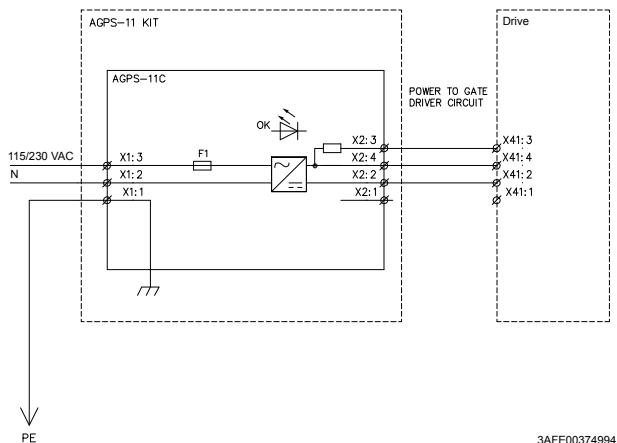 AGPS-11 KIT
Drive
AGPS-11C
POWER TO GATE
DRIVER CIRCUIT
OK
115/230 VAC
X1:3
F1
X2:3
X41:3
X2:4
X41:4
N
X1:2
X2:2
X41:2
X1:1
X2:1
X41:1
PE
3AFE00374994